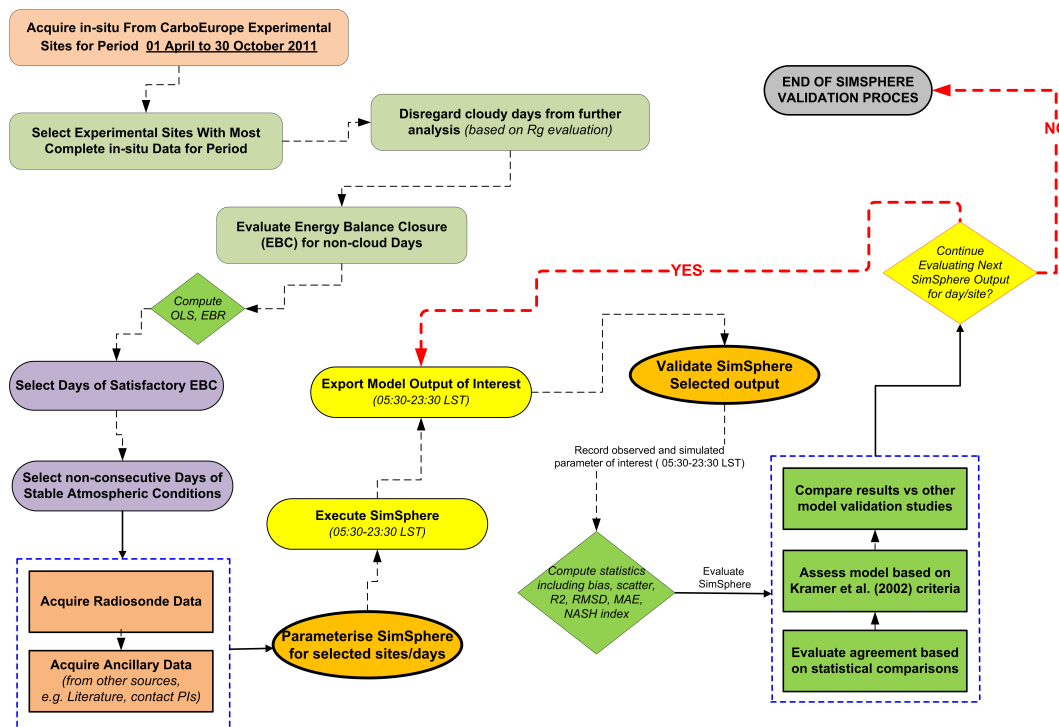 Acquire in-situ From CarboEurope Experimental
Sites for Period 01 April to 30 October 2011
Select Experimental Sites With Most
Complete in-situ Data for Period
Disregard cloudy days from further
analysis (based on Rg evaluation)
Evaluate Energy Balance Closure
(EBC) for non-cloud Days
Compute
OLS, EBR
Select Days of Satisfactory EBC
Select non-consecutive Days of
Stable Atmospheric Conditions
Acquire Radiosonde Data
Acquire Ancillary Data
(from other sources,
e.g. Literature, contact PIs)
Parameterise SimSphere
for selected sites/days
Execute SimSphere
(05:30-23:30 LST)
Export Model Output of Interest
(05:30-23:30 LST)
Validate SimSphere
Selected output
Record observed and simulated
parameter of interest ( 05:30-23:30 LST)
Compute statistics
including bias, scatter,
R2, RMSD, MAE,
NASH index
Evaluate
SimSphere
Evaluate agreement based
on statistical comparisons
Assess model based on
Kramer et al. (2002) criteria
Compare results vs other
model validation studies
Continue
Evaluating Next
SimSphere Output
for day/site?
YES
NO
END OF SIMSPHERE
VALIDATION PROCES